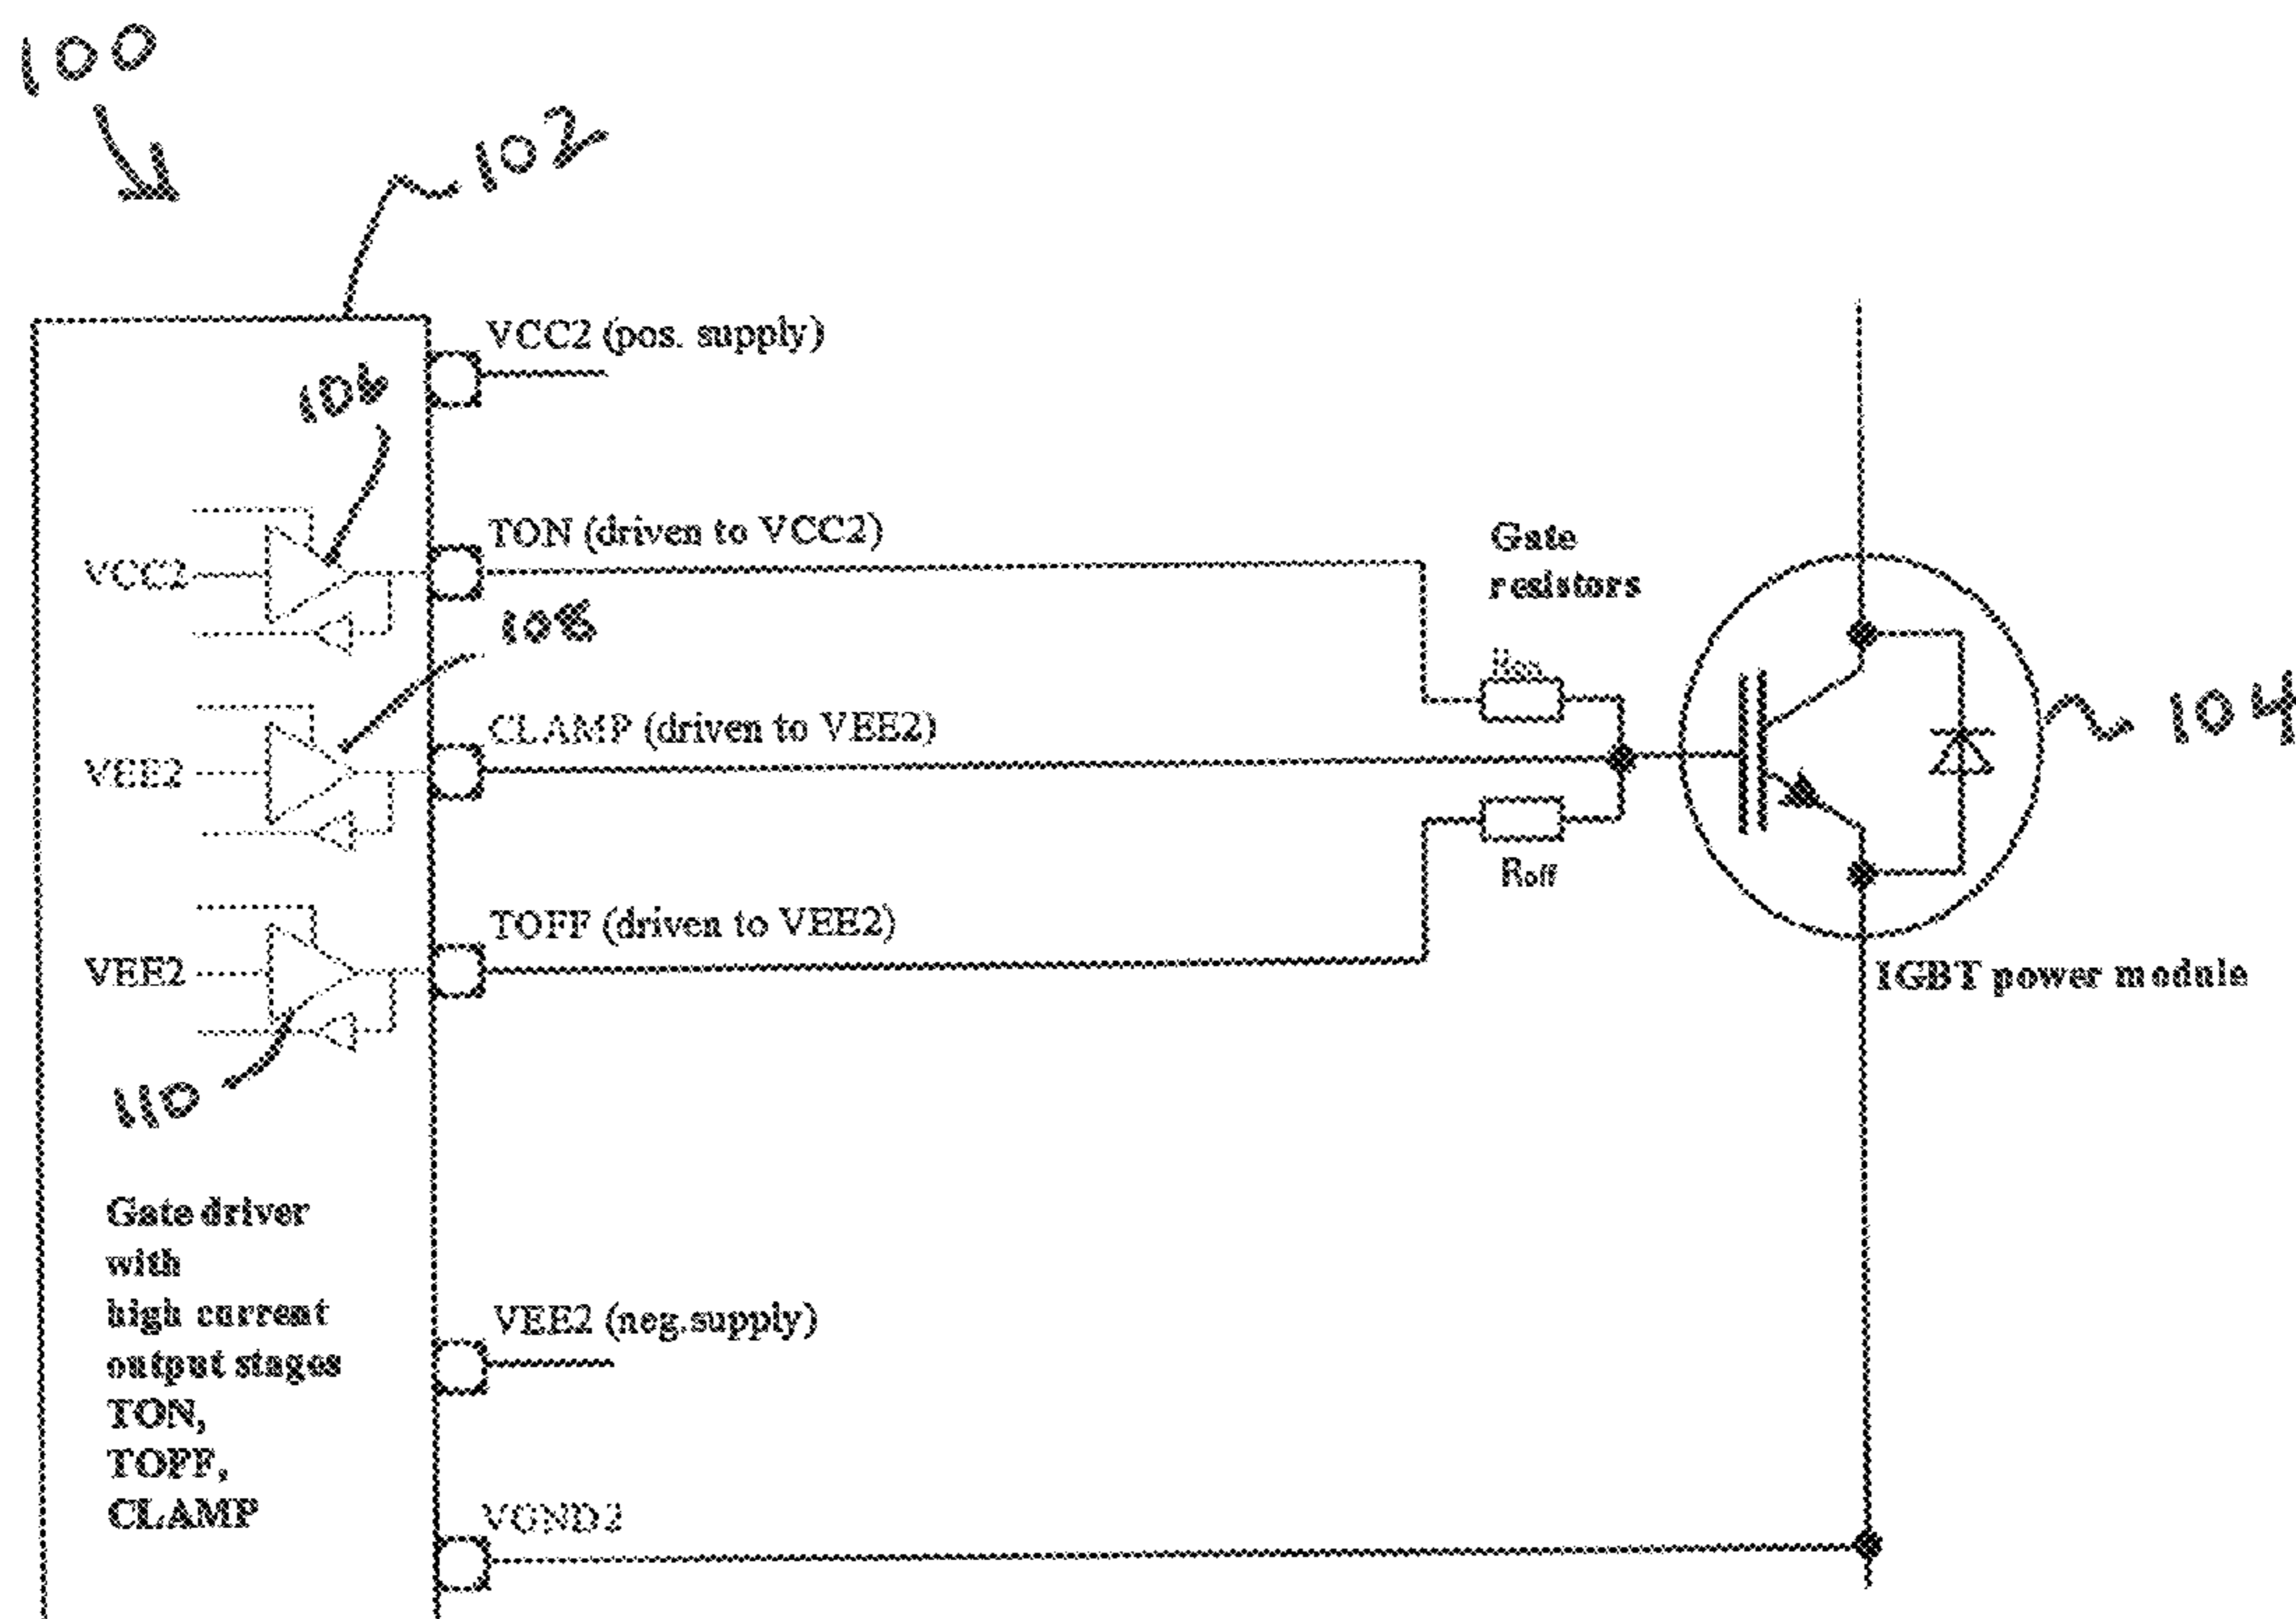 100
102
VCC2 (pos. supply)
106
TON (driven to VCC2)
VCC2
Gate
resistors
108
Ron
CLAMP (driven to VEE2)
VEE2
104
Roff
TOFF (driven to VEE2)
VEE2
IGBT power module
110
Gate driver
with
high current
output stages
TON,
TOFF,
CLAMP
VEE2 (neg.supply)
VGND2